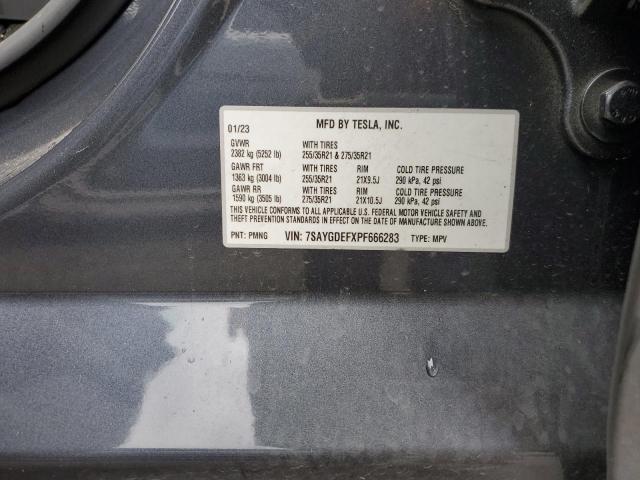 01/23 MFD BY TESLA, INC.
GVWR WITH TIRES
2382 kg (5252 lb) 255/35R21 & 275/35R21
GAWR FRT WITH TIRES RIM COLD TIRE PRESSURE
1363 kg (3004 lb) 255/35R21 21X9.5J 290 kPa, 42 psi
GAWR RR WITH TIRES RIM COLD TIRE PRESSURE
1590 kg (3505 lb) 275/35R21 21X10.5J 290 kPa, 42 psi
THIS VEHICLE CONFORMS TO ALL APPLICABLE U.S. FEDERAL MOTOR VEHICLE SAFETY AND
THEFT PREVENTION STANDARDS IN EFFECT ON THE DATE OF MANUFACTURE SHOWN ABOVE.
PNT: PMNG VIN: 7SAYGDEFXPF666283 TYPE: MPV